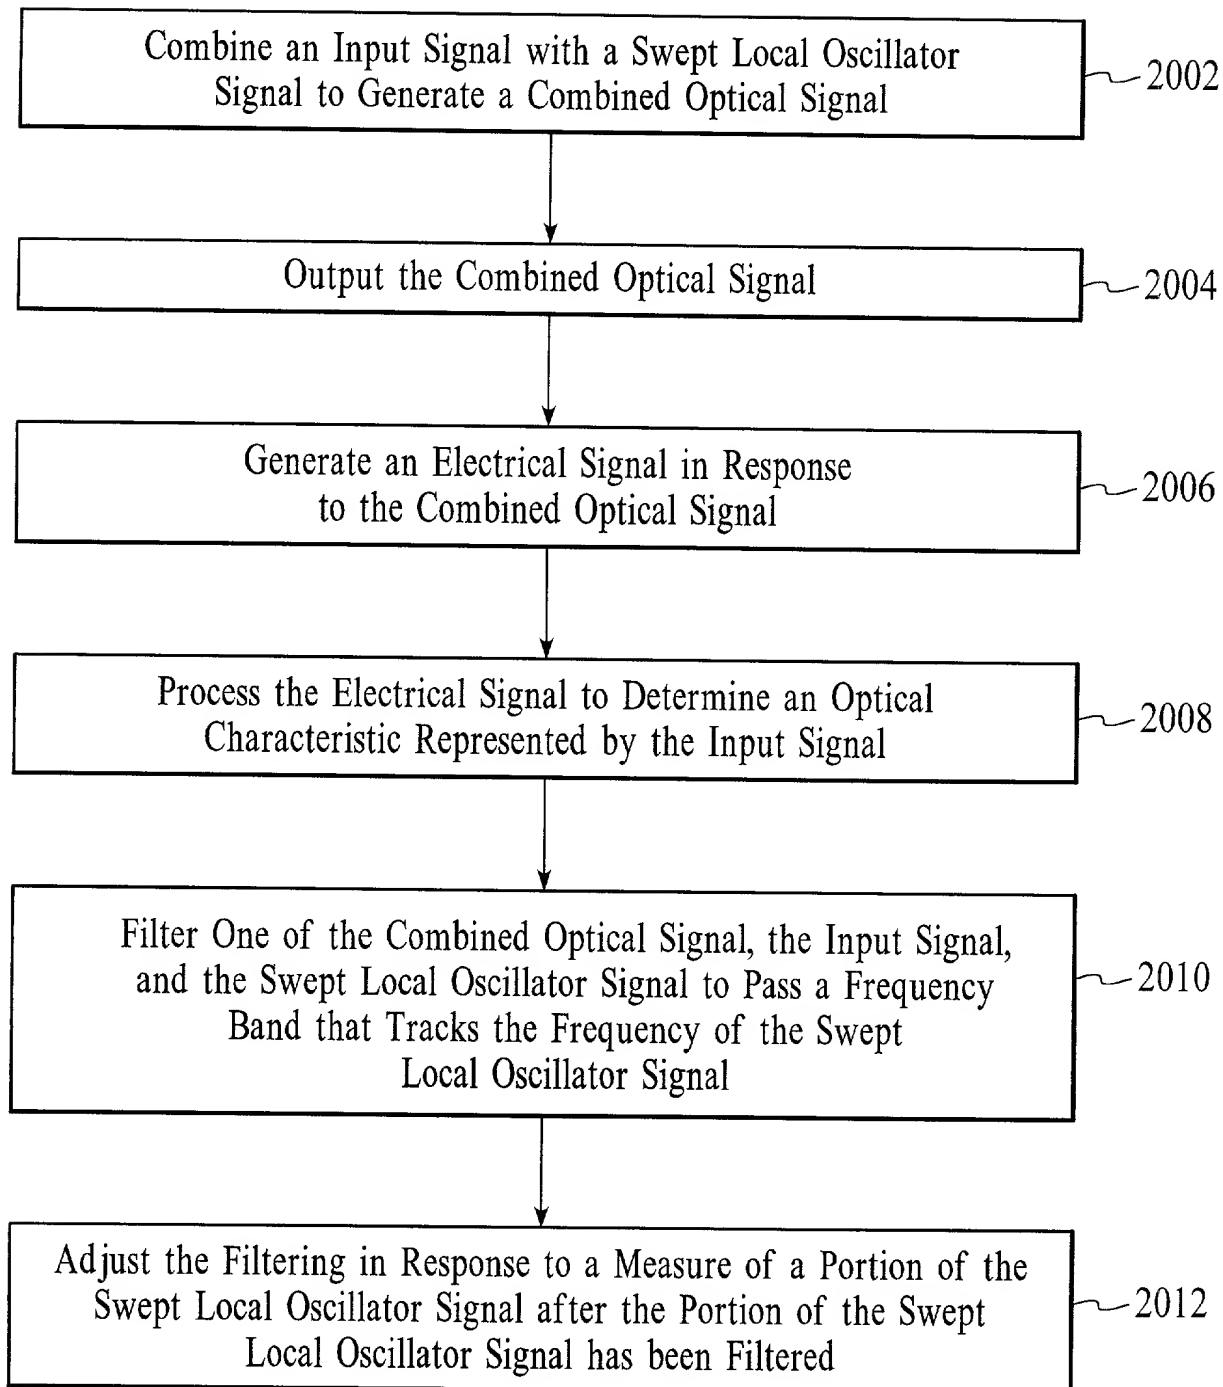 Combine an Input Signal with a Swept Local Oscillator
Signal to Generate a Combined Optical Signal
2002
Output the Combined Optical Signal
2004
Generate an Electrical Signal in Response
to the Combined Optical Signal
2006
Process the Electrical Signal to Determine an Optical
Characteristic Represented by the Input Signal
2008
Filter One of the Combined Optical Signal, the Input Signal,
and the Swept Local Oscillator Signal to Pass a Frequency
Band that Tracks the Frequency of the Swept
Local Oscillator Signal
2010
Adjust the Filtering in Response to a Measure of a Portion of the
Swept Local Oscillator Signal after the Portion of the Swept
Local Oscillator Signal has been Filtered
2012